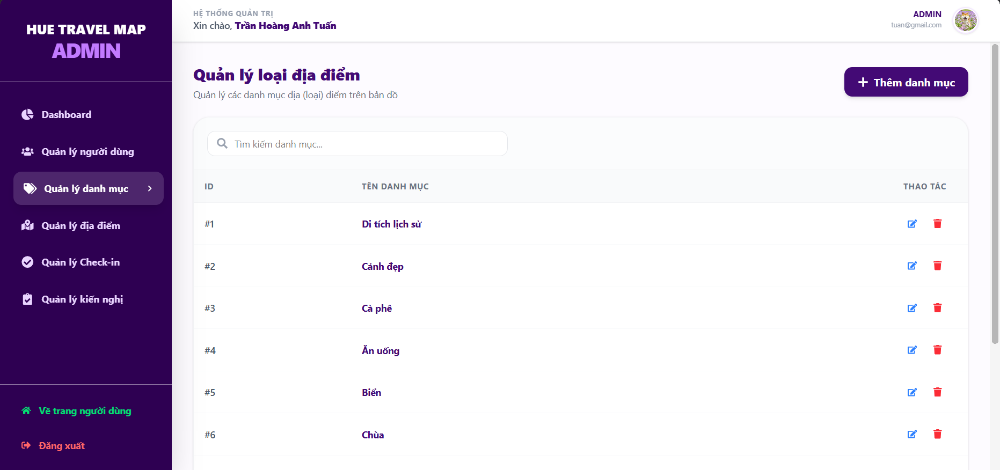 HUE TRAVEL MAP
ADMIN
Dashboard
Quản lý người dùng
Quản lý danh mục
Quản lý địa điểm
Quản lý Check-in
Quản lý kiến nghị
Về trang người dùng
Đăng xuất
HỆ THỐNG QUẢN TRỊ
Xin chào, Trần Hoàng Anh Tuấn
ADMIN
tuan@gmail.com
Quản lý loại địa điểm
Quản lý các danh mục địa (loại) điểm trên bản đồ
Thêm danh mục
Tìm kiếm danh mục...
ID TÊN DANH MỤC THAO TÁC
#1 Di tích lịch sử
#2 Cảnh đẹp
#3 Cà phê
#4 Ăn uống
#5 Biển
#6 Chùa